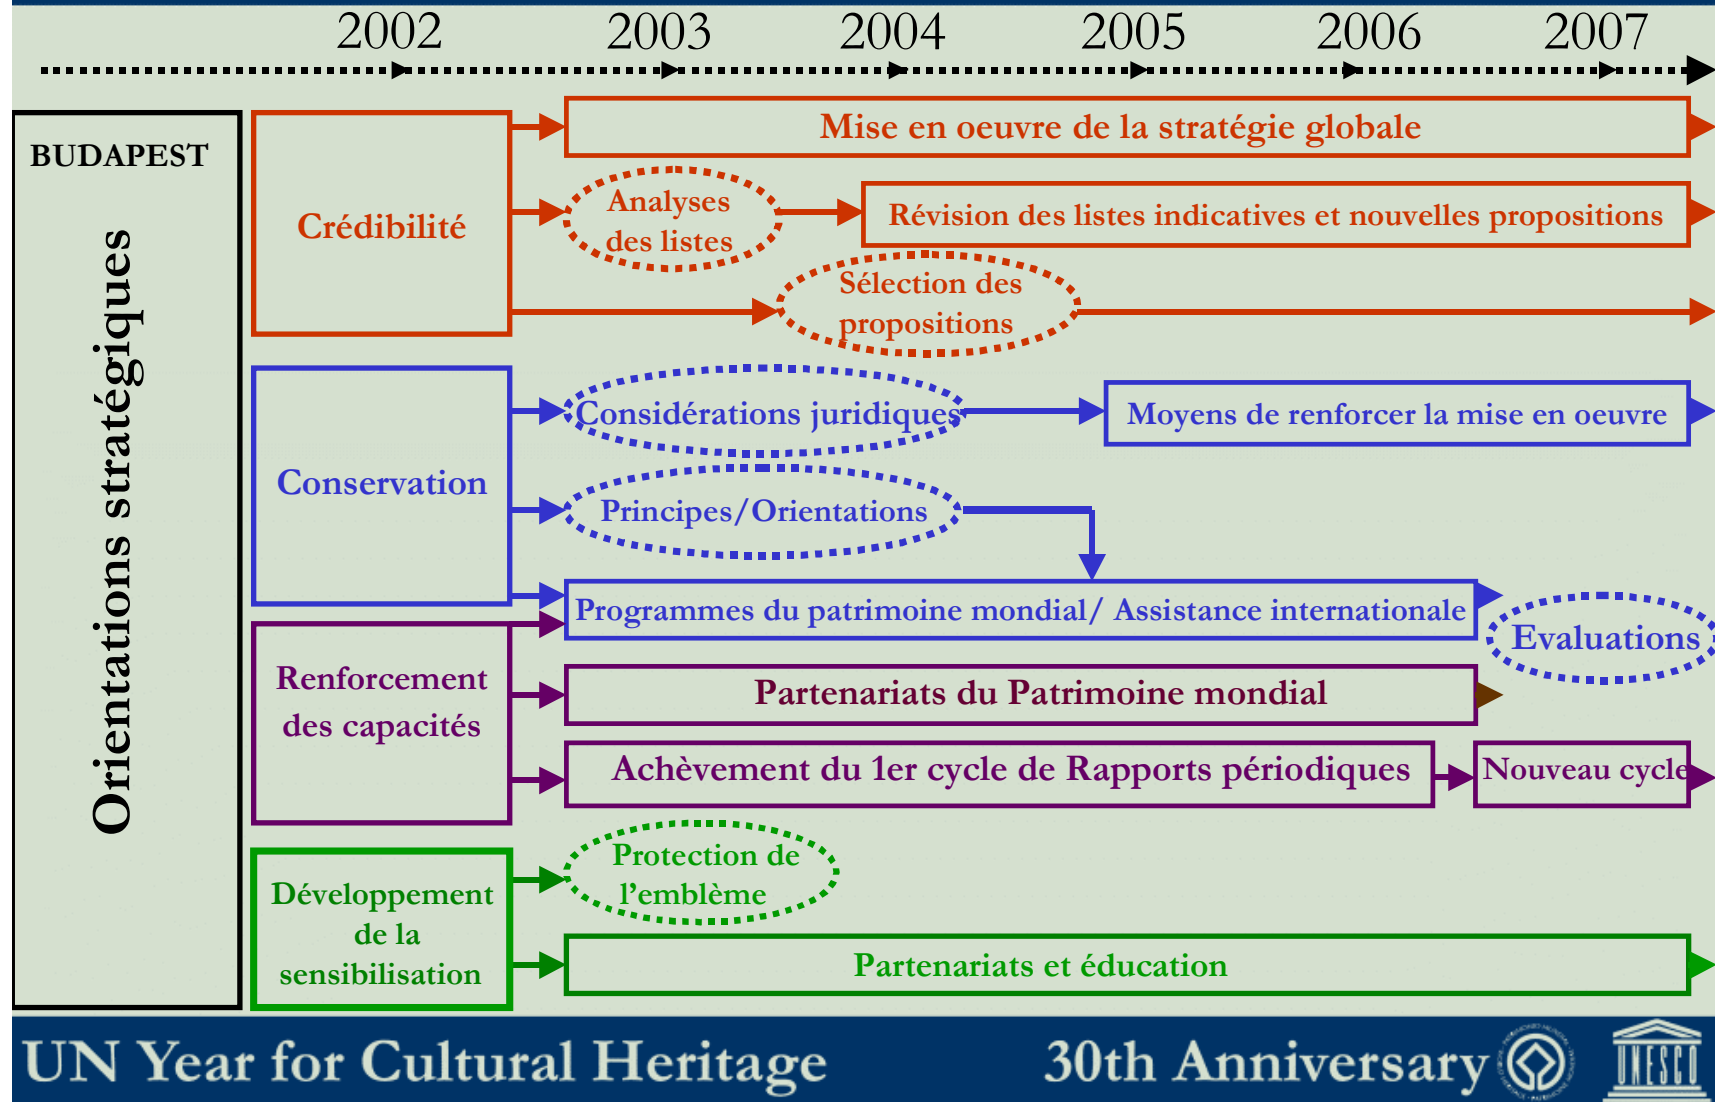 2002 2003 2004 2005 2006 2007
BUDAPEST
Orientations stratégiques
Crédibilité
Mise en oeuvre de la stratégie globale
Analyses
des listes
Révision des listes indicatives et nouvelles propositions
Sélection des
propositions
Conservation
Considérations juridiques
Moyens de renforcer la mise en oeuvre
Principes/Orientations
Programmes du patrimoine mondial/ Assistance internationale
Evaluations
Renforcement
des capacités
Partenariats du Patrimoine mondial
Achèvement du 1er cycle de Rapports périodiques
Nouveau cycle
Développement
de la
sensibilisation
Protection de
l’emblème
Partenariats et éducation
UN Year for Cultural Heritage
30th Anniversary
UNESCO